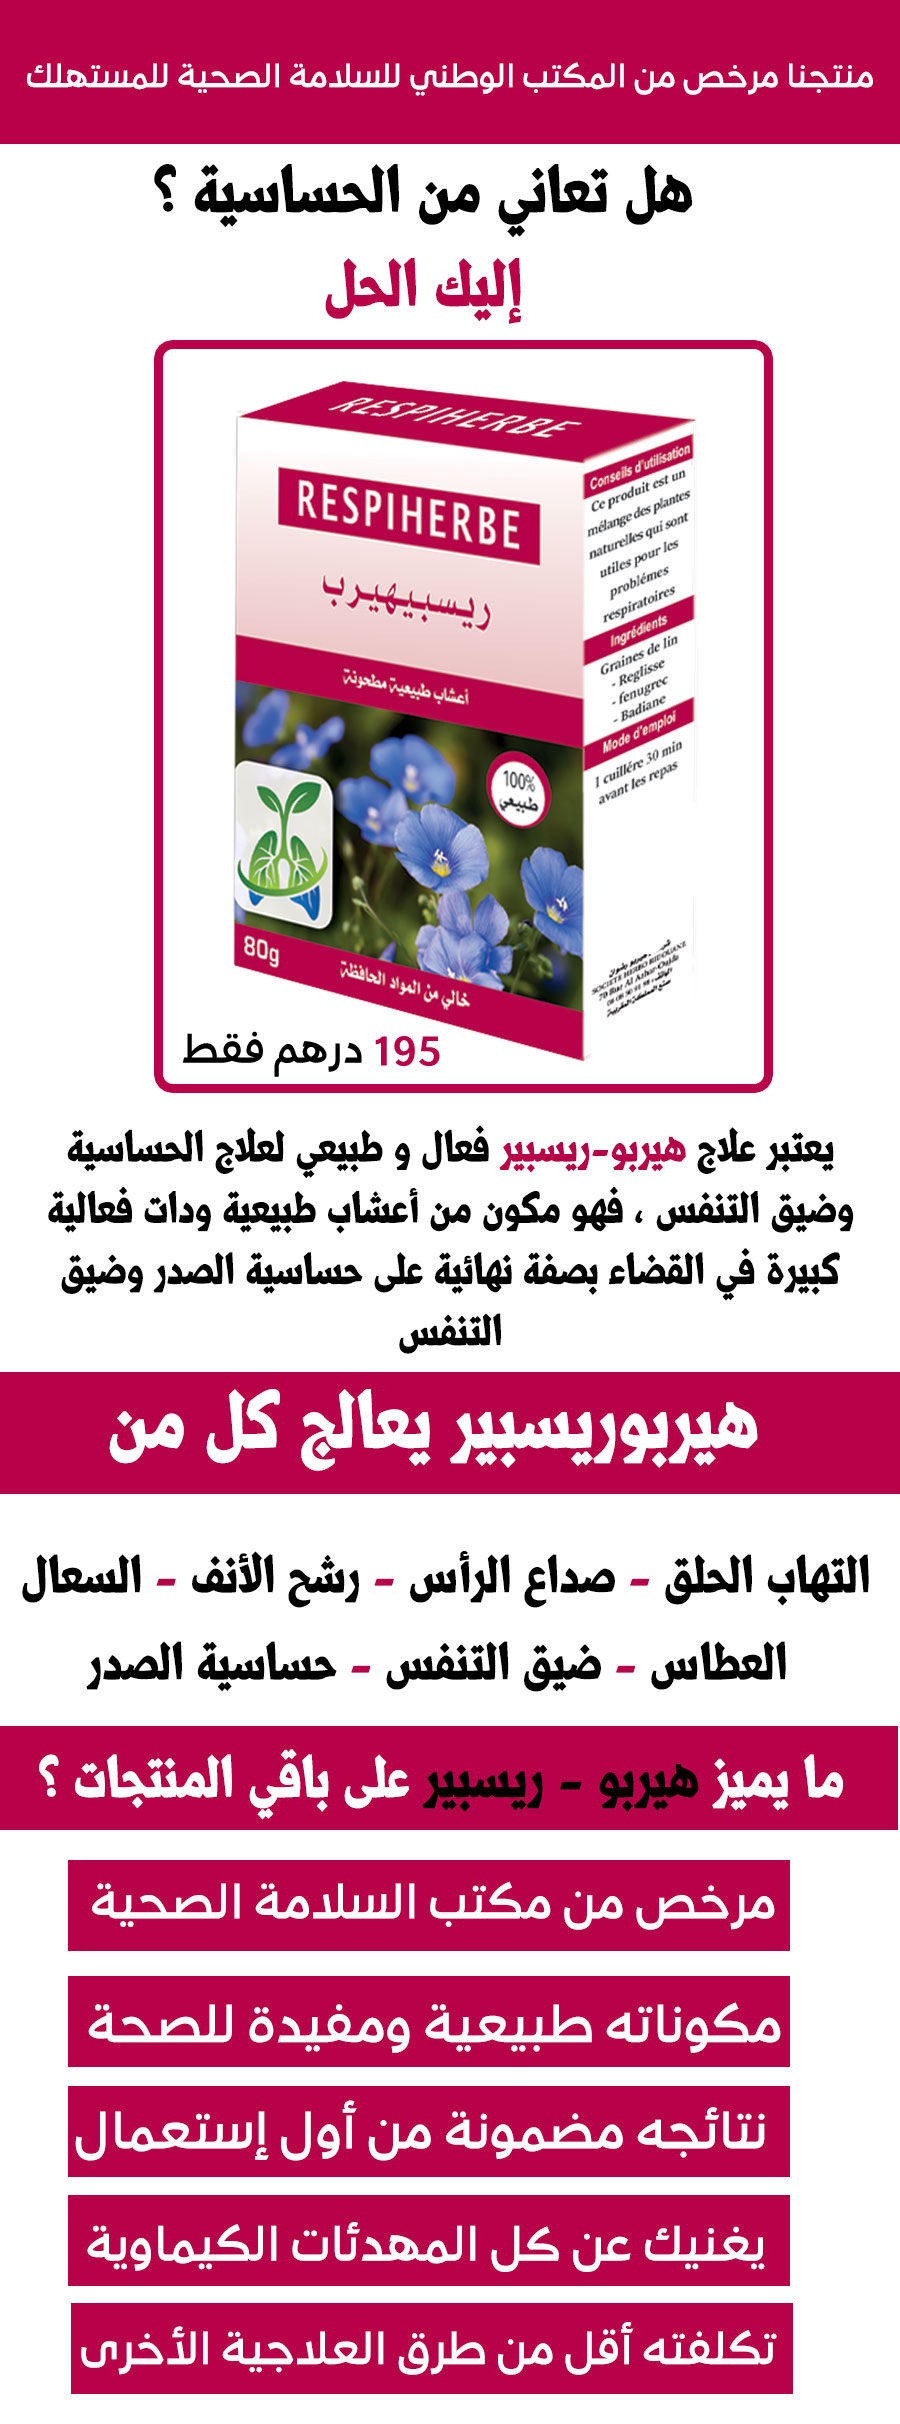 منتجنا مرخص من المكتب الوطني للسلامة الصحية للمستهلك
هل تعاني من الحساسية ؟
إليك الحل
RESPIHERBE
RESPIHERBE
ريسبيهيرب
أعشاب طبيعية مطحونة
100%
طبيعي
80g
خالي من المواد الحافظة
Conseils d'utilisation
Ce produit est un
mélange des plantes
naturelles qui sont
utiles pour les
problémes
respiratoires
Ingrédients
Graines de lin
- Reglisse
- fenugrec
- Badiane
Mode d'emploi
1 cuillére 30 min
avant les repas
SOCIETE HERBO REDOUANE
195 درهم فقط
يعتبر علاج هيربو-ريسبير فعال و طبيعي لعلاج الحساسية
وضيق التنفس ، فهو مكون من أعشاب طبيعية ودات فعالية
كبيرة في القضاء بصفة نهائية على حساسية الصدر وضيق
التنفس
هيربوريسبير يعالج كل من
التهاب الحلق - صداع الرأس - رشح الأنف - السعال
العطاس - ضيق التنفس - حساسية الصدر
ما يميز هيربو - ريسبير على باقي المنتجات ؟
مرخص من مكتب السلامة الصحية
مكوناته طبيعية ومفيدة للصحة
نتائجه مضمونة من أول إستعمال
يغنيك عن كل المهدئات الكيماوية
تكلفته أقل من طرق العلاجية الأخرى